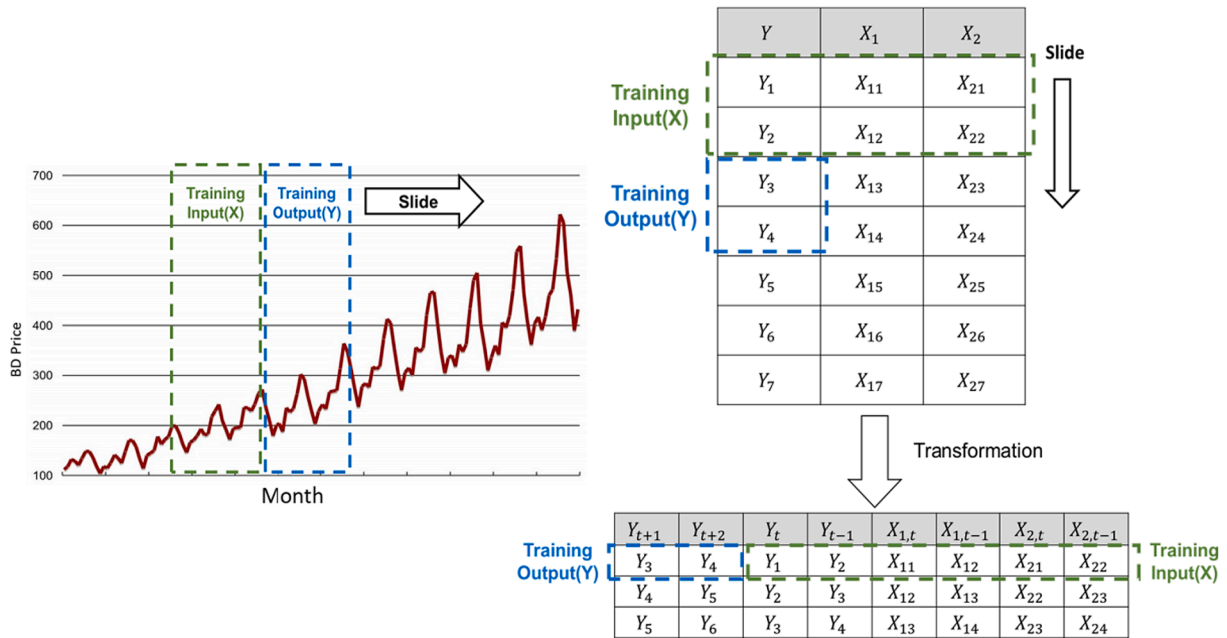 700
600
500
400
300
200
100
BD Price
Month
Training
Input(X)
Training
Output(Y)
Slide
Y X₁ X₂
Y₁ X₁₁ X₂₁
Y₂ X₁₂ X₂₂
Y₃ X₁₃ X₂₃
Y₄ X₁₄ X₂₄
Y₅ X₁₅ X₂₅
Y₆ X₁₆ X₂₆
Y₇ X₁₇ X₂₇
Training
Input(X)
Training
Output(Y)
Slide
Transformation
Yₜ₊₁ Yₜ₊₂ Yₜ Yₜ₋₁ X₁,ₜ X₁,ₜ₋₁ X₂,ₜ X₂,ₜ₋₁
Y₃ Y₄ Y₁ Y₂ X₁₁ X₁₂ X₂₁ X₂₂
Y₄ Y₅ Y₂ Y₃ X₁₂ X₁₃ X₂₂ X₂₃
Y₅ Y₆ Y₃ Y₄ X₁₃ X₁₄ X₂₃ X₂₄
Training
Output(Y)
Training
Input(X)